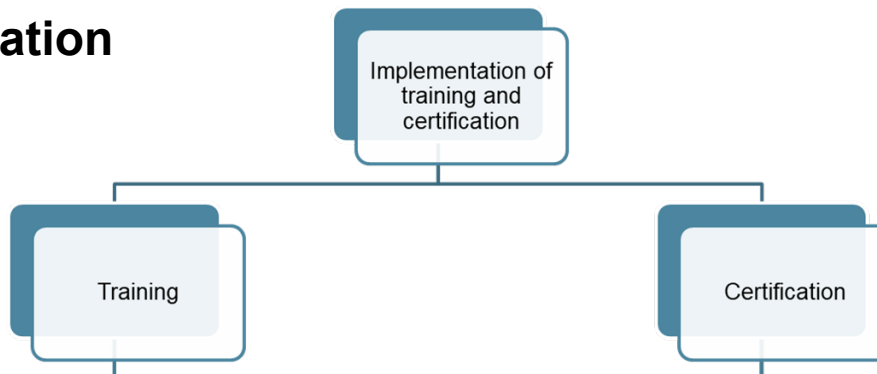 ation
Implementation of
training and
certification
Training
Certification